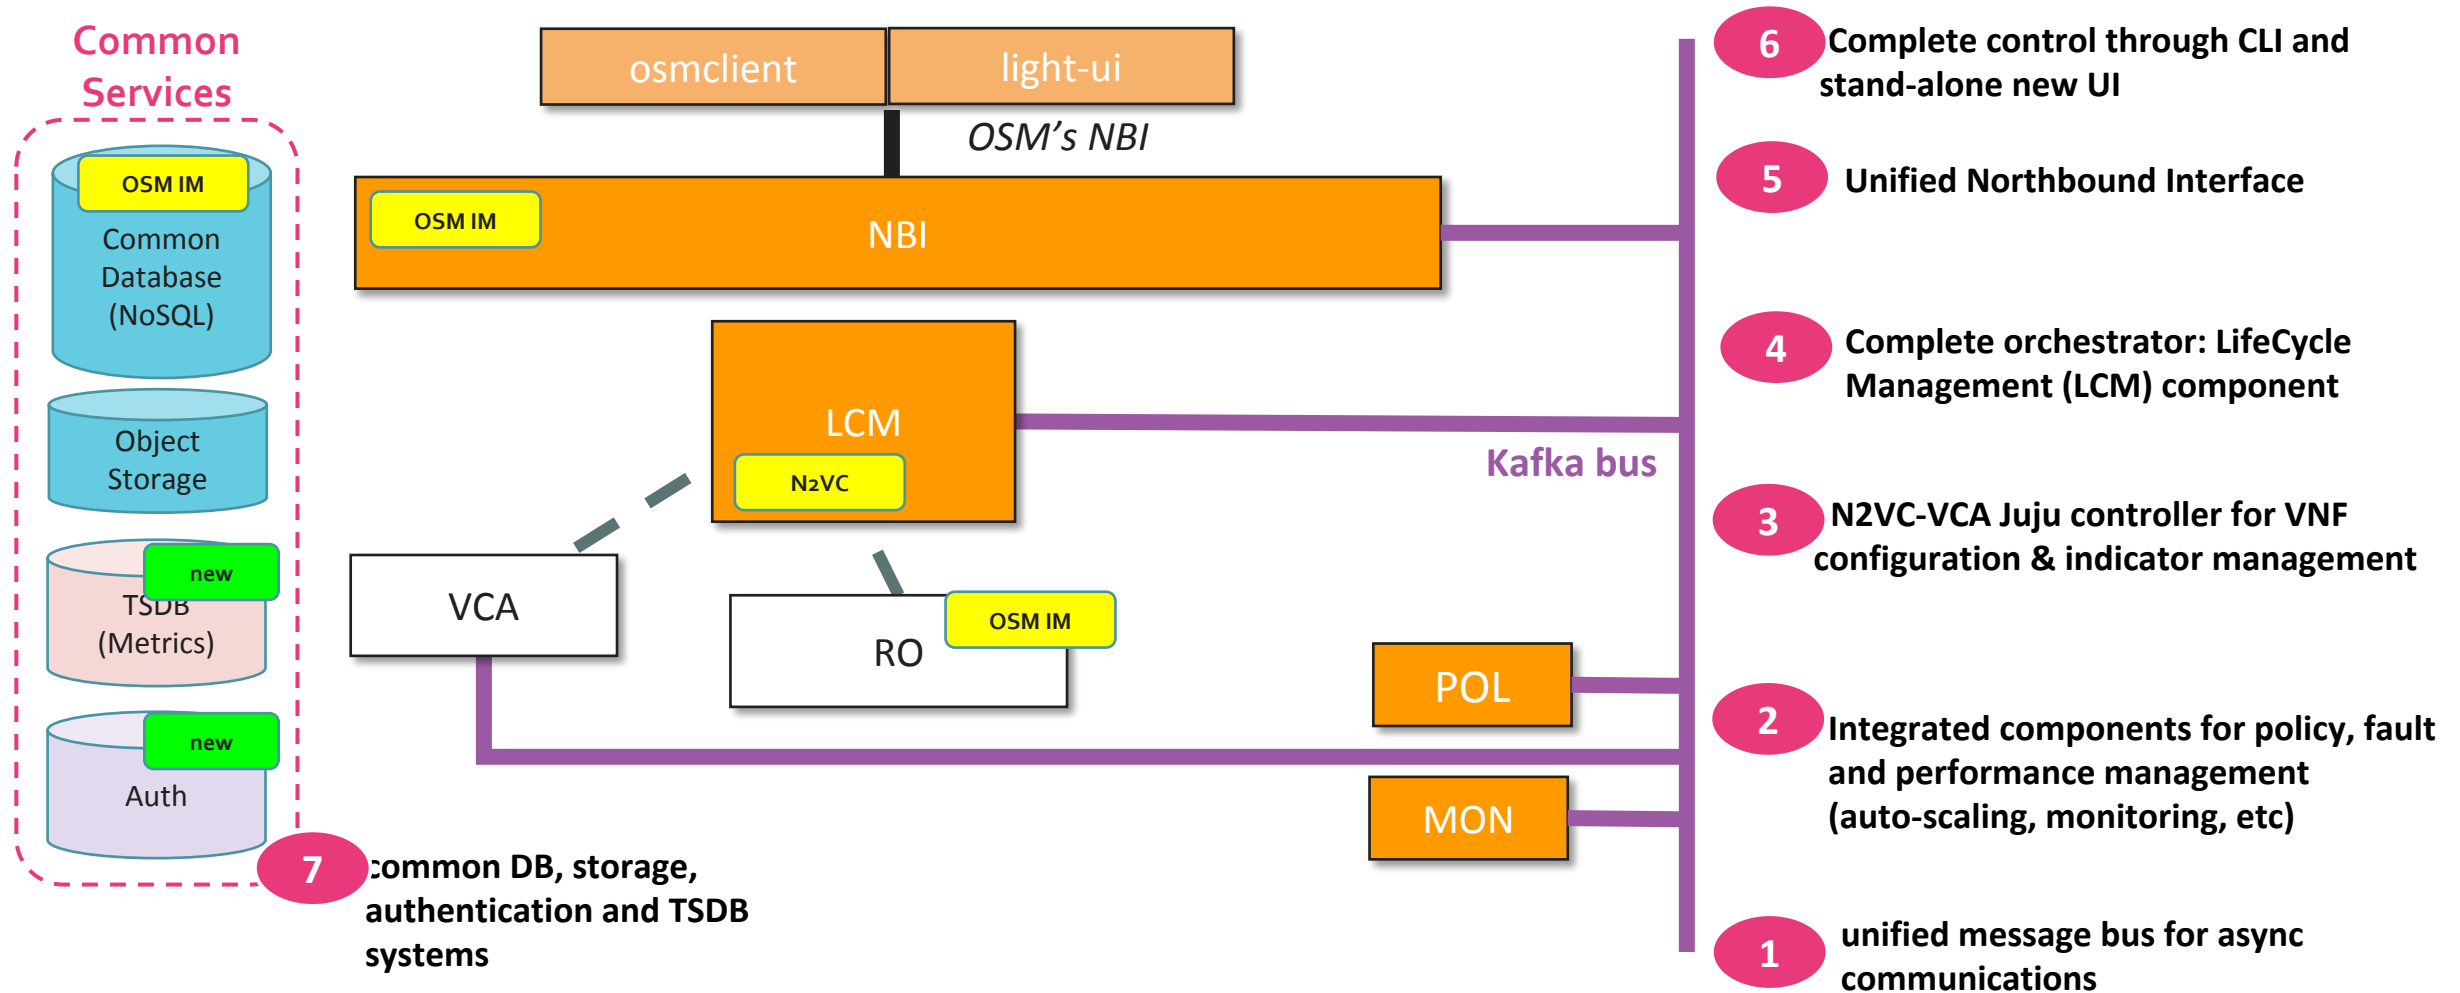 Common
Services
OSM IM
Common
Database
(NoSQL)
Object
Storage
new
TSDB
(Metrics)
new
Auth
7
common DB, storage,
authentication and TSDB
systems
osmclient
light-ui
OSM’s NBI
OSM IM
NBI
LCM
N2VC
Kafka bus
VCA
OSM IM
RO
POL
MON
6
Complete control through CLI and
stand-alone new UI
5
Unified Northbound Interface
4
Complete orchestrator: LifeCycle
Management (LCM) component
3
N2VC-VCA Juju controller for VNF
configuration & indicator management
2
Integrated components for policy, fault
and performance management
(auto-scaling, monitoring, etc)
1
unified message bus for async
communications